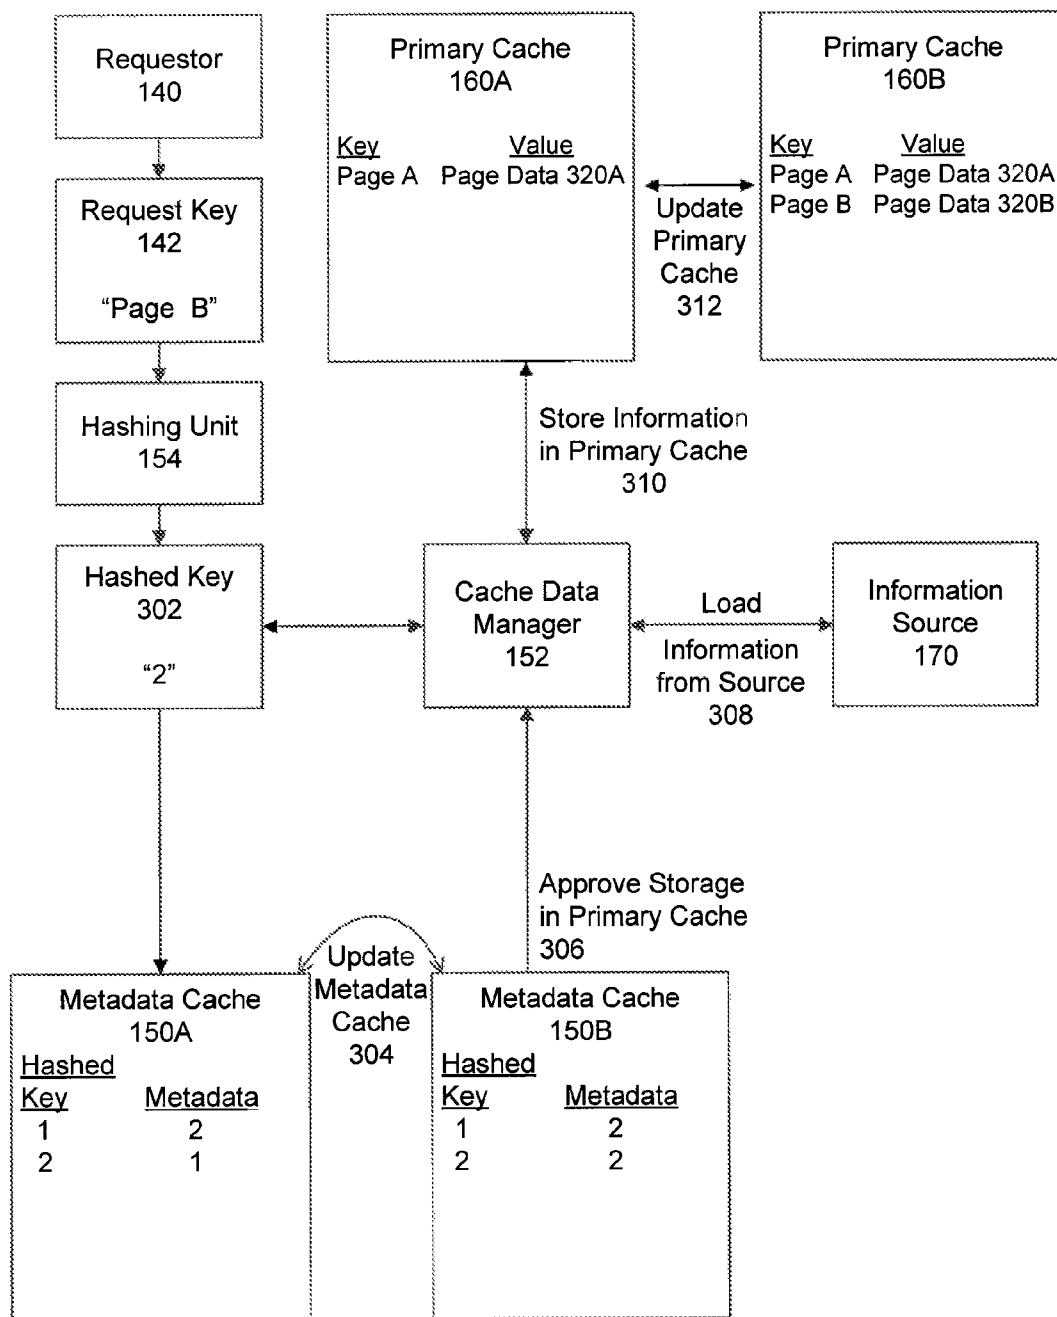 Requestor
140
Request Key
142
“Page B”
Hashing Unit
154
Hashed Key
302
“2”
Primary Cache
160A
Key Value
Page A Page Data 320A
Update
Primary
Cache
312
Primary Cache
160B
Key Value
Page A Page Data 320A
Page B Page Data 320B
Store Information
in Primary Cache
310
Cache Data
Manager
152
Load
Information
from Source
308
Information
Source
170
Approve Storage
in Primary Cache
306
Metadata Cache
150A
Hashed
Key Metadata
1 2
2 1
Update
Metadata
Cache
304
Metadata Cache
150B
Hashed
Key Metadata
1 2
2 2